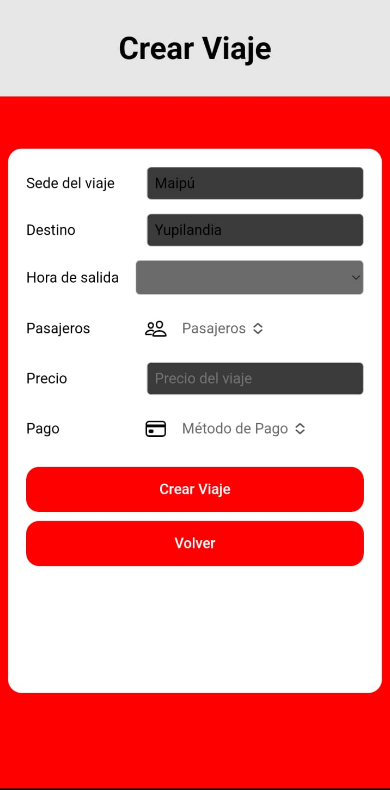 Crear Viaje
Sede del viaje Maipú
Destino Yupilandia
Hora de salida
Pasajeros Pasajeros
Precio Precio del viaje
Pago Método de Pago
Crear Viaje
Volver